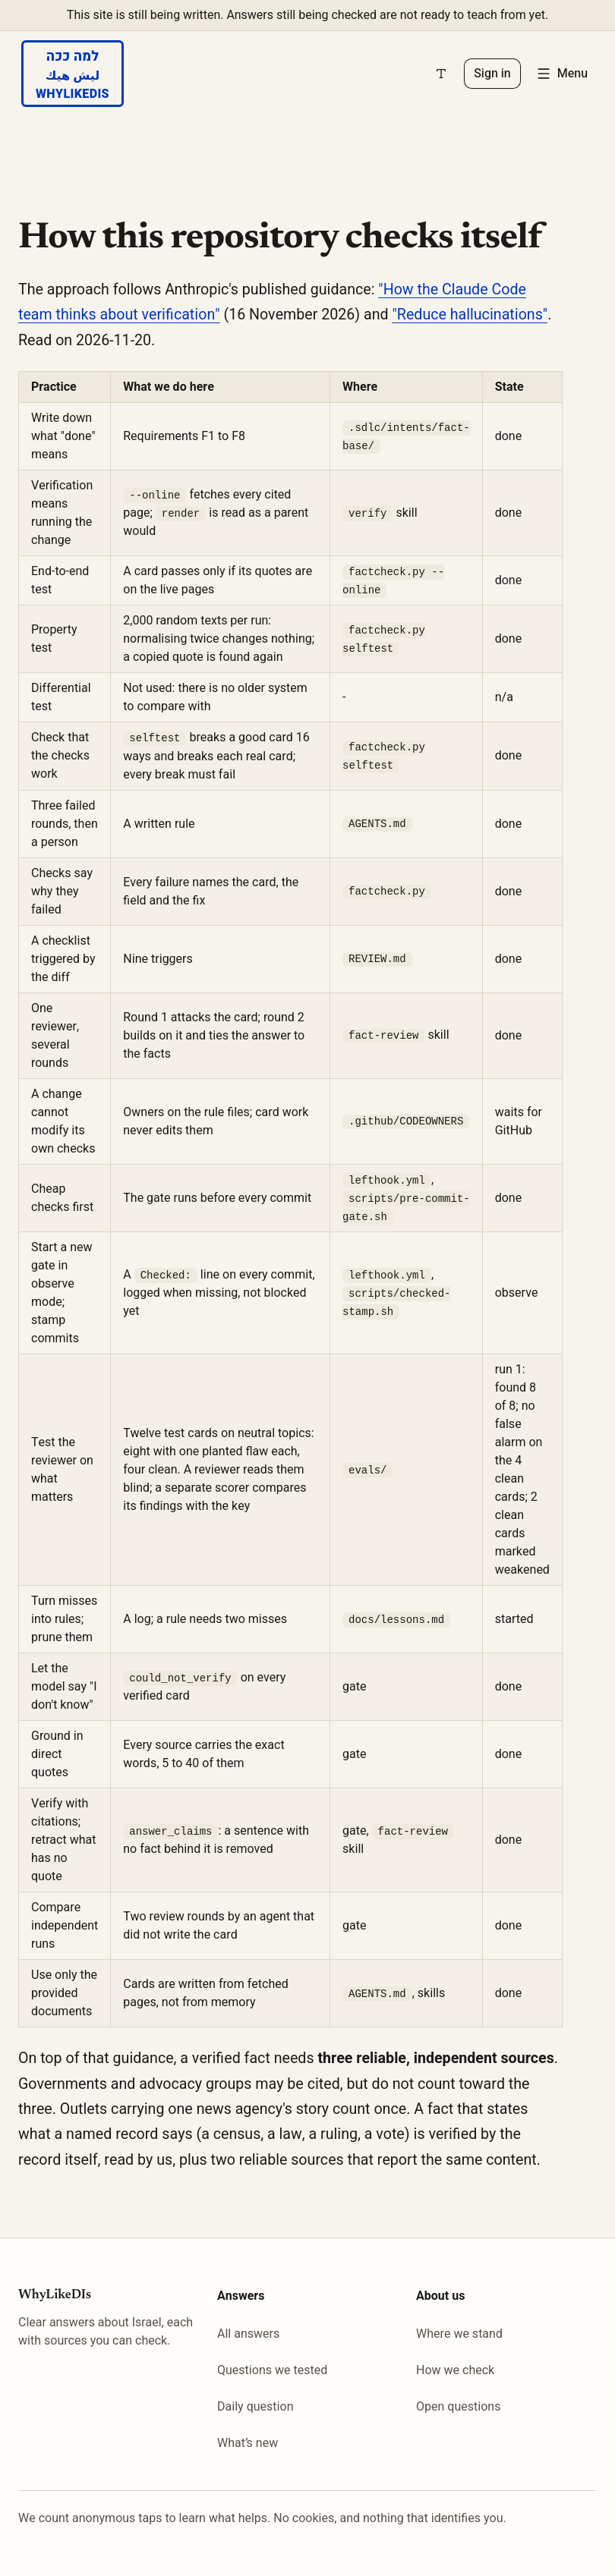 This site is still being written. Answers still being checked are not ready to teach from yet.
למה ככה
ليش هيك
WHYLIKEDIS
T
Sign in
Menu
How this repository checks itself
The approach follows Anthropic's published guidance: "How the Claude Code
team thinks about verification" (16 November 2026) and "Reduce hallucinations".
Read on 2026-11-20.
Practice What we do here Where State
Write down
what "done"
means
Requirements F1 to F8
.sdlc/intents/fact-
base/
done
Verification
means
running the
change
--online fetches every cited
page; render is read as a parent
would
verify skill
done
End-to-end
test
A card passes only if its quotes are
on the live pages
factcheck.py --
online
done
Property
test
2,000 random texts per run:
normalising twice changes nothing;
a copied quote is found again
factcheck.py
selftest
done
Differential
test
Not used: there is no older system
to compare with
-
n/a
Check that
the checks
work
selftest breaks a good card 16
ways and breaks each real card;
every break must fail
factcheck.py
selftest
done
Three failed
rounds, then
a person
A written rule
AGENTS.md
done
Checks say
why they
failed
Every failure names the card, the
field and the fix
factcheck.py
done
A checklist
triggered by
the diff
Nine triggers
REVIEW.md
done
One
reviewer,
several
rounds
Round 1 attacks the card; round 2
builds on it and ties the answer to
the facts
fact-review skill
done
A change
cannot
modify its
own checks
Owners on the rule files; card work
never edits them
.github/CODEOWNERS
waits for
GitHub
Cheap
checks first
The gate runs before every commit
lefthook.yml,
scripts/pre-commit-
gate.sh
done
Start a new
gate in
observe
mode;
stamp
commits
A Checked: line on every commit,
logged when missing, not blocked
yet
lefthook.yml,
scripts/checked-
stamp.sh
observe
Test the
reviewer on
what
matters
Twelve test cards on neutral topics:
eight with one planted flaw each,
four clean. A reviewer reads them
blind; a separate scorer compares
its findings with the key
evals/
run 1:
found 8
of 8; no
false
alarm on
the 4
clean
cards; 2
clean
cards
marked
weakened
Turn misses
into rules;
prune them
A log; a rule needs two misses
docs/lessons.md
started
Let the
model say "I
don't know"
could_not_verify on every
verified card
gate
done
Ground in
direct
quotes
Every source carries the exact
words, 5 to 40 of them
gate
done
Verify with
citations;
retract what
has no
quote
answer_claims: a sentence with
no fact behind it is removed
gate, fact-review
skill
done
Compare
independent
runs
Two review rounds by an agent that
did not write the card
gate
done
Use only the
provided
documents
Cards are written from fetched
pages, not from memory
AGENTS.md, skills
done
On top of that guidance, a verified fact needs three reliable, independent sources.
Governments and advocacy groups may be cited, but do not count toward the
three. Outlets carrying one news agency's story count once. A fact that states
what a named record says (a census, a law, a ruling, a vote) is verified by the
record itself, read by us, plus two reliable sources that report the same content.
WhyLikeDIs
Clear answers about Israel, each
with sources you can check.
Answers
All answers
Questions we tested
Daily question
What's new
About us
Where we stand
How we check
Open questions
We count anonymous taps to learn what helps. No cookies, and nothing that identifies you.